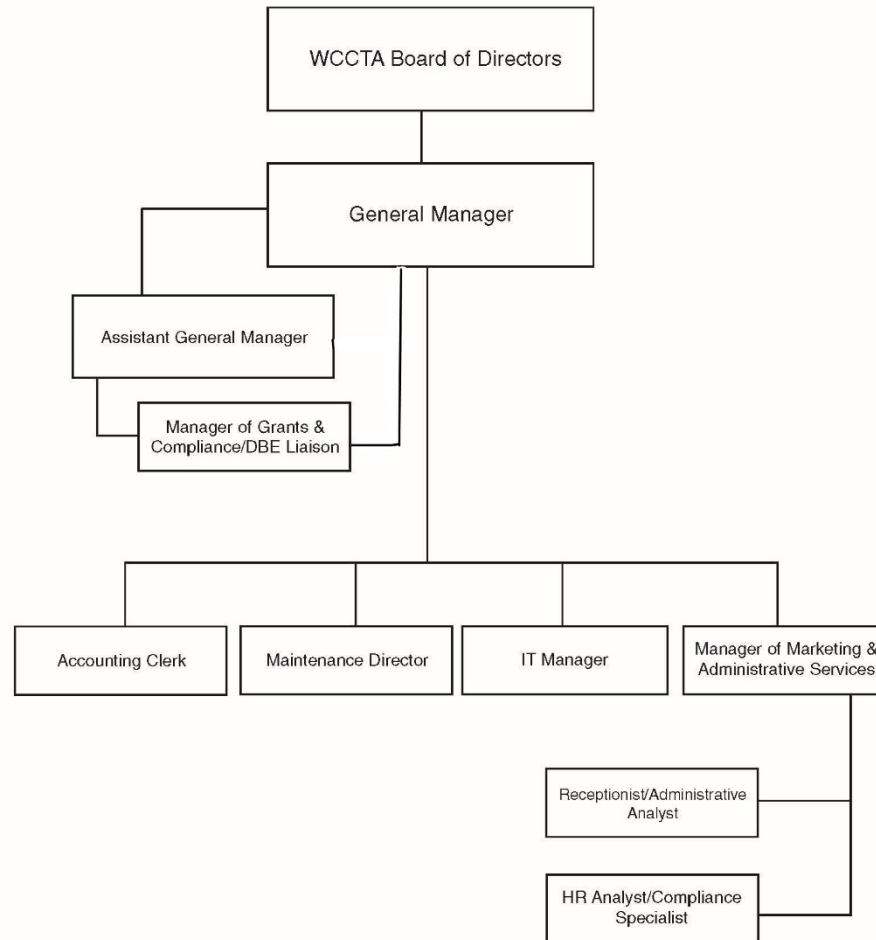 WCCTA Board of Directors
General Manager
Assistant General Manager
Manager of Grants &
Compliance/DBE Liaison
Accounting Clerk
Maintenance Director
IT Manager
Manager of Marketing &
Administrative Services
Receptionist/Administrative
Analyst
HR Analyst/Compliance
Specialist